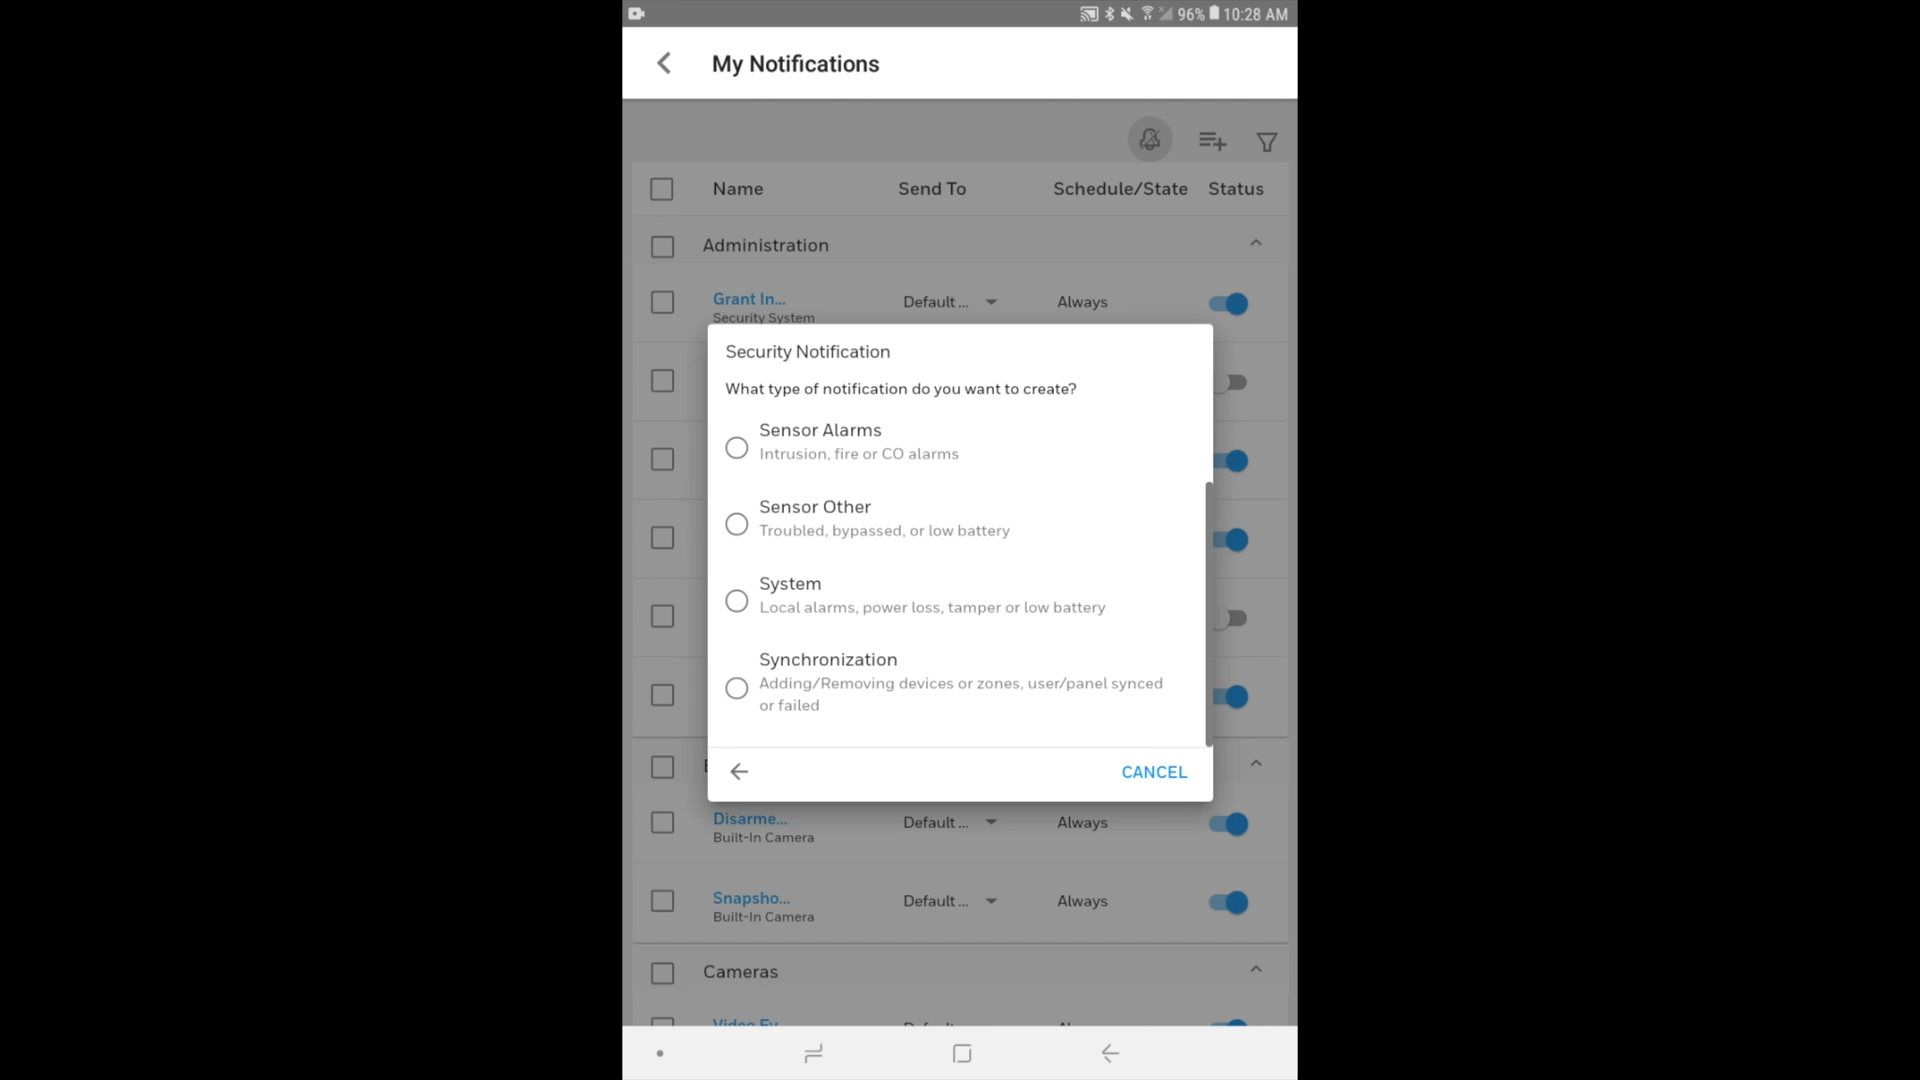 96% 10:28 AM
My Notifications
Name Send To Schedule/State Status
Administration
Grant In... Default ... Always
Security System
Security Notification
What type of notification do you want to create?
Sensor Alarms
Intrusion, fire or CO alarms
Sensor Other
Troubled, bypassed, or low battery
System
Local alarms, power loss, tamper or low battery
Synchronization
Adding/Removing devices or zones, user/panel synced
or failed
CANCEL
Disarme... Default ... Always
Built-In Camera
Snapsho... Default ... Always
Built-In Camera
Cameras